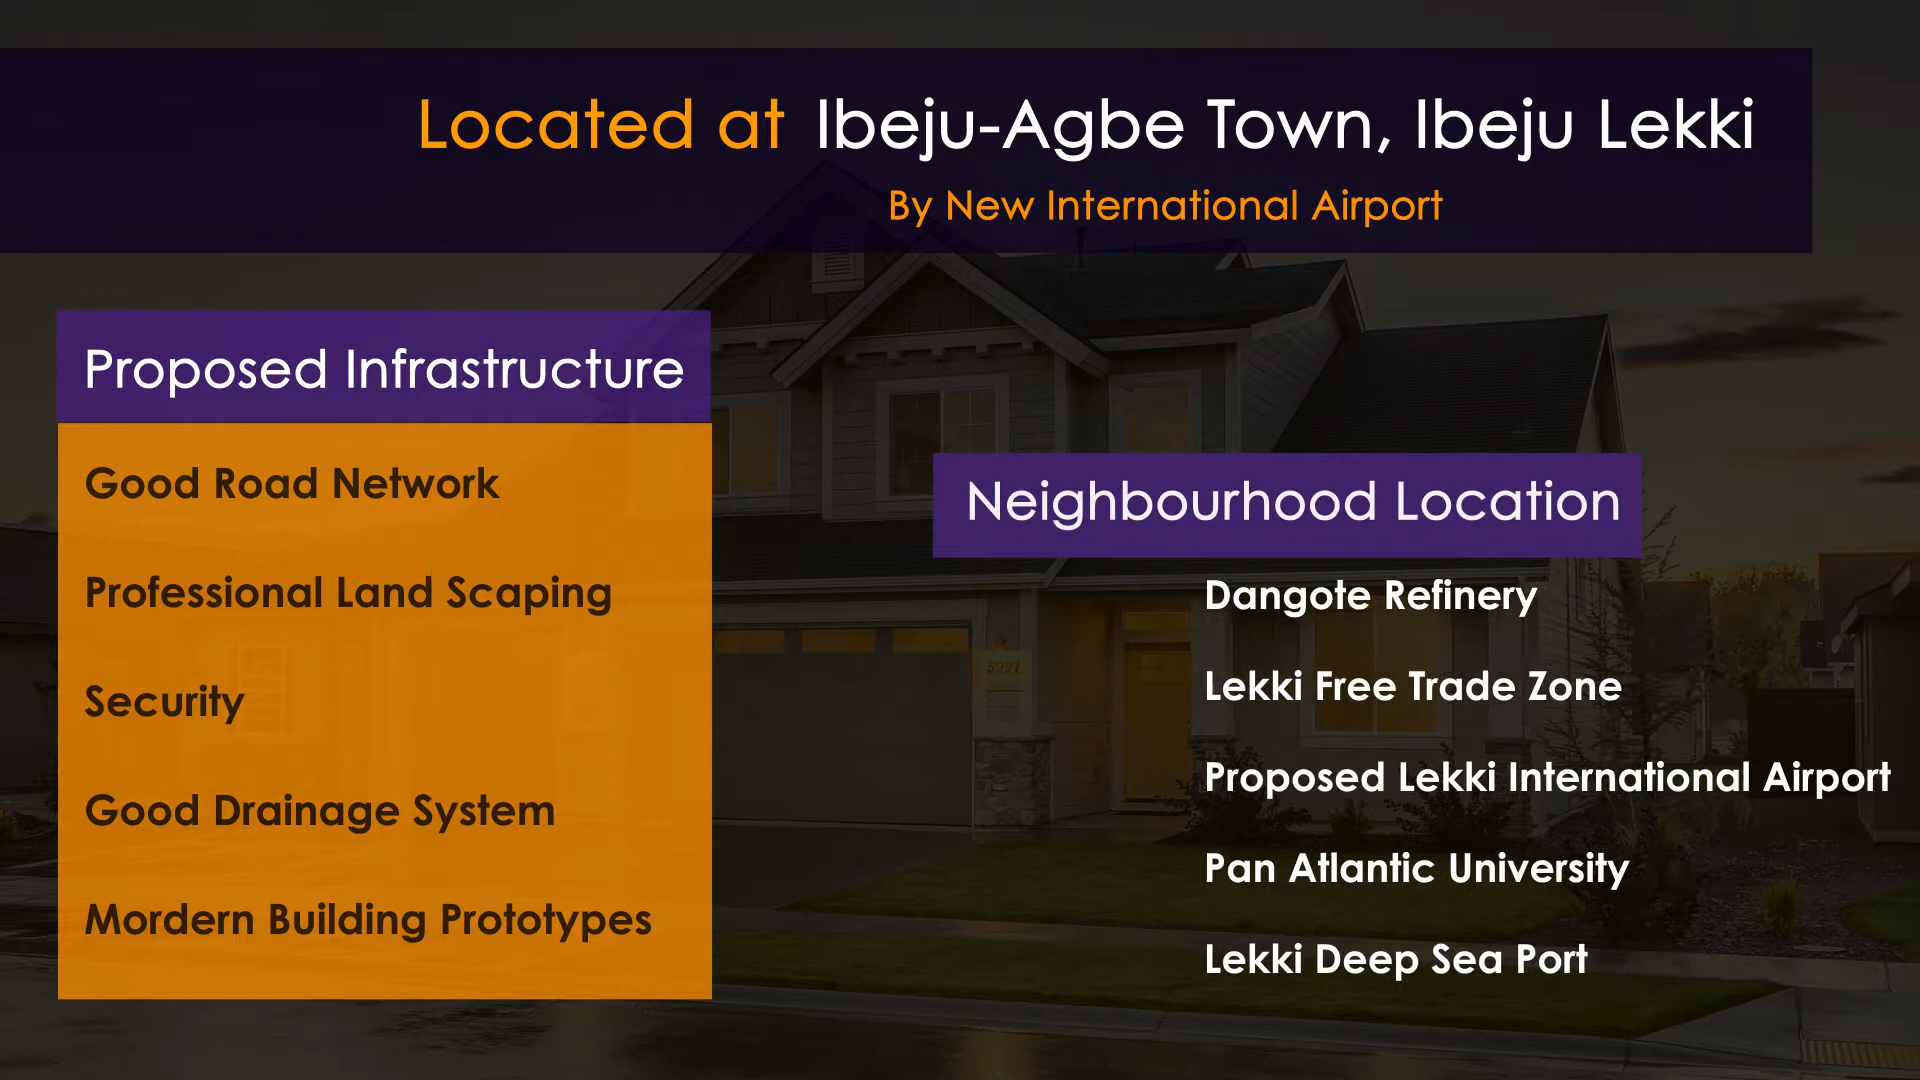 Located at Ibeju-Agbe Town, Ibeju Lekki
By New International Airport
Proposed Infrastructure
Good Road Network
Professional Land Scaping
Security
Good Drainage System
Mordern Building Prototypes
Neighbourhood Location
Dangote Refinery
Lekki Free Trade Zone
Proposed Lekki International Airport
Pan Atlantic University
Lekki Deep Sea Port